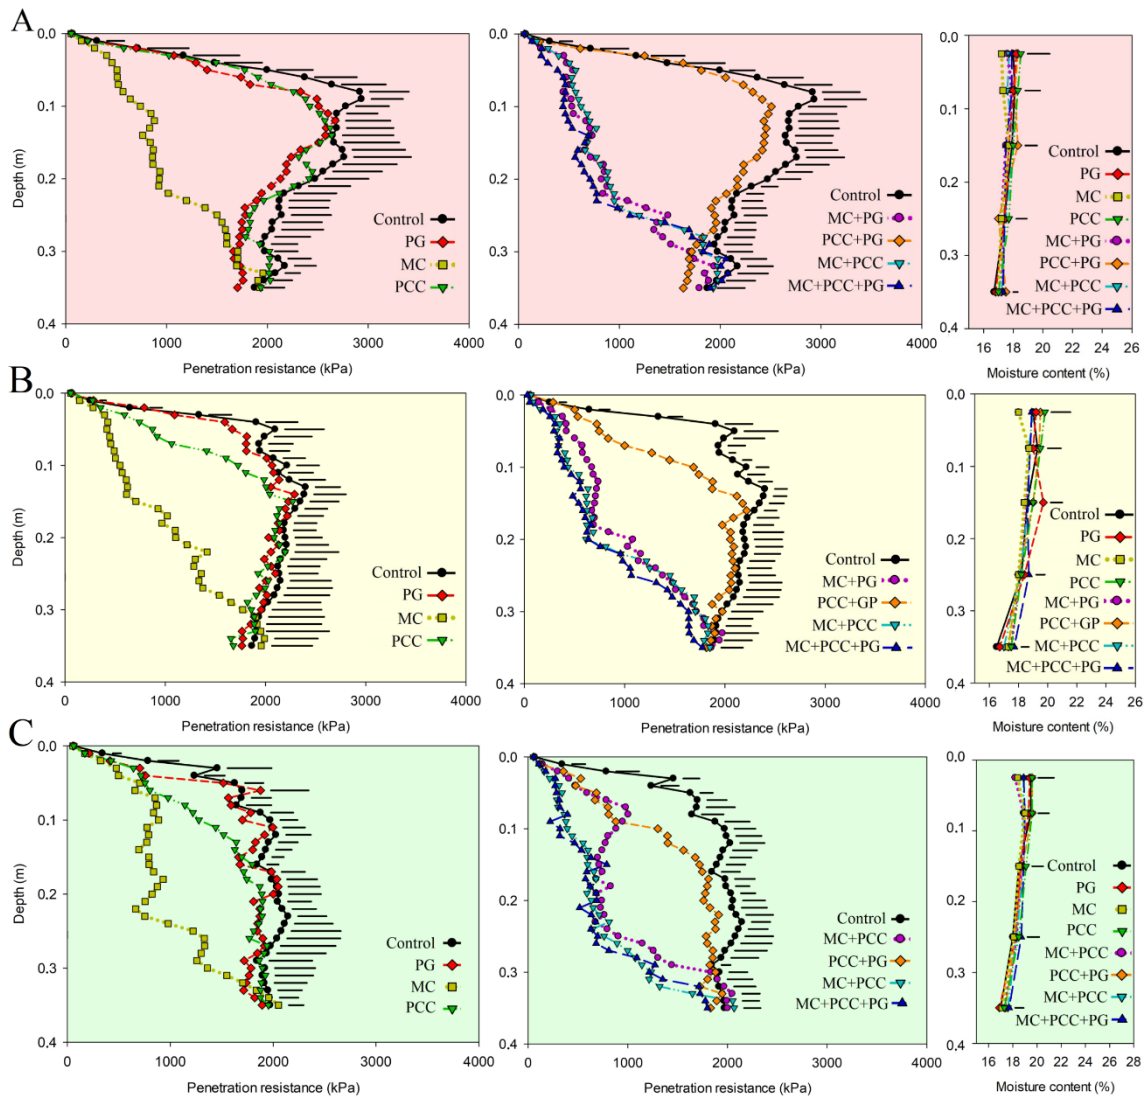 A
0.0
0.1
0.2
0.3
0.4
Depth (m)
0
1000
2000
3000
4000
Penetration resistance (kPa)
Control
PG
MC
PCC
0.0
0.1
0.2
0.3
0.4
0
1000
2000
3000
4000
Penetration resistance (kPa)
Control
MC+PG
PCC+PG
MC+PCC
MC+PCC+PG
0.0
0.1
0.2
0.3
0.4
16 18 20 22 24 26
Moisture content (%)
Control
PG
MC
PCC
MC+PG
PCC+PG
MC+PCC
MC+PCC+PG
B
0.0
0.1
0.2
0.3
0.4
Depth (m)
0
1000
2000
3000
4000
Penetration resistance (kPa)
Control
PG
MC
PCC
0.0
0.1
0.2
0.3
0.4
0
1000
2000
3000
4000
Penetration resistance (kPa)
Control
MC+PG
PCC+GP
MC+PCC
MC+PCC+PG
0.0
0.1
0.2
0.3
0.4
16 18 20 22 24 26
Moisture content (%)
Control
PG
MC
PCC
MC+PG
PCC+GP
MC+PCC
MC+PCC+PG
C
0.0
0.1
0.2
0.3
0.4
Depth (m)
0
1000
2000
3000
4000
Penetration resistance (kPa)
Control
PG
MC
PCC
0.0
0.1
0.2
0.3
0.4
0
1000
2000
3000
4000
Penetration resistance (kPa)
Control
MC+PCC
PCC+PG
MC+PCC
MC+PCC+PG
0.0
0.1
0.2
0.3
0.4
16 18 20 22 24 26 28
Moisture content (%)
Control
PG
MC
PCC
MC+PCC
PCC+PG
MC+PCC
MC+PCC+PG